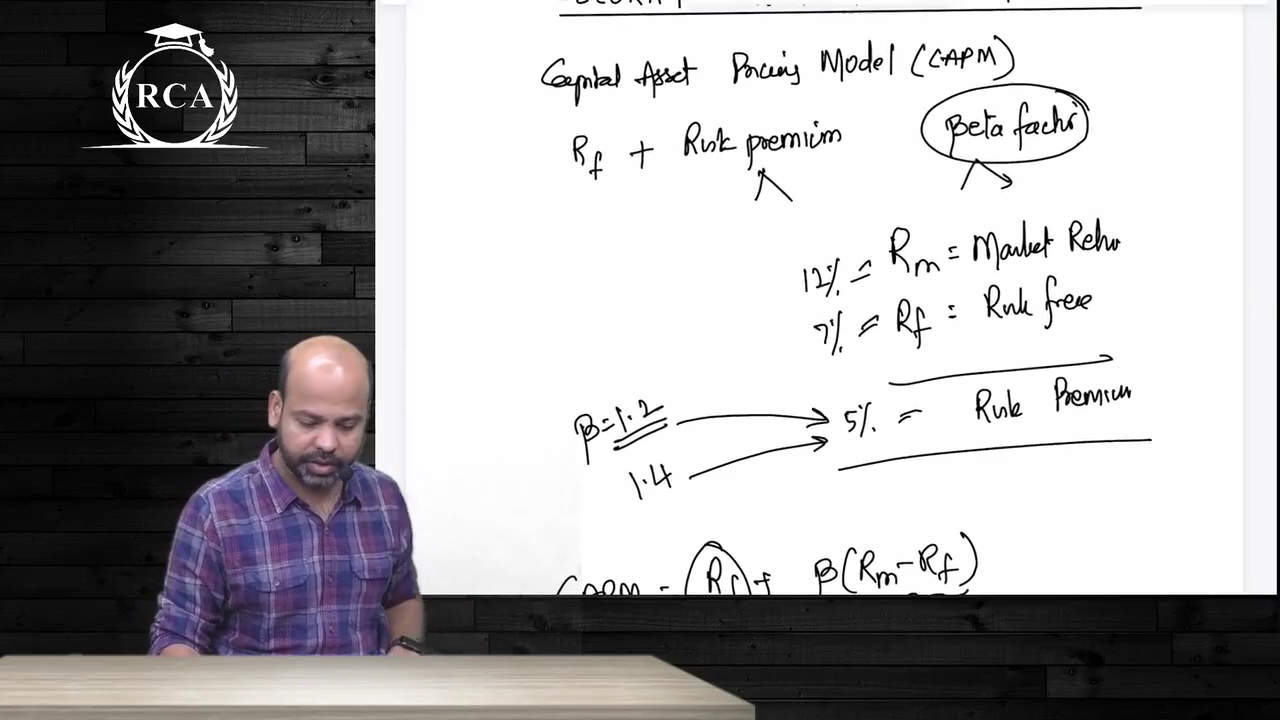 RCA
Capital Asset Pricing Model (CAPM)
Rf + Risk premium
Beta factor
12% = Rm = Market Return
7% = Rf = Risk free
β=1.2
5% = Risk Premium
1.4
CAPM = Rf + β(Rm-Rf)